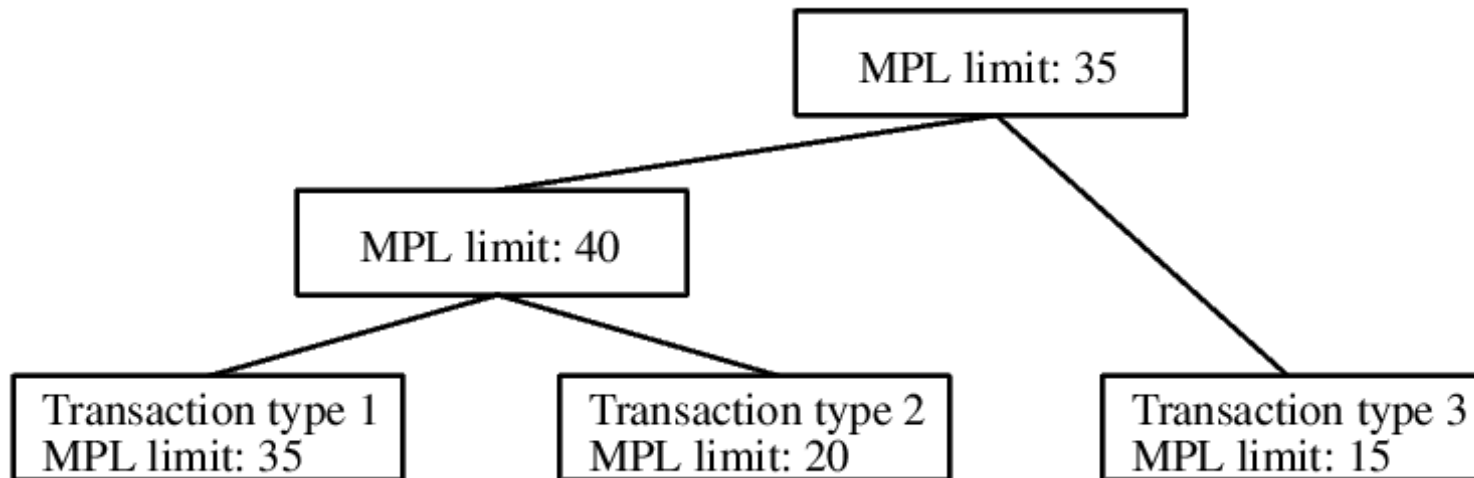 MPL limit: 35
MPL limit: 40
Transaction type 1
MPL limit: 35
Transaction type 2
MPL limit: 20
Transaction type 3
MPL limit: 15